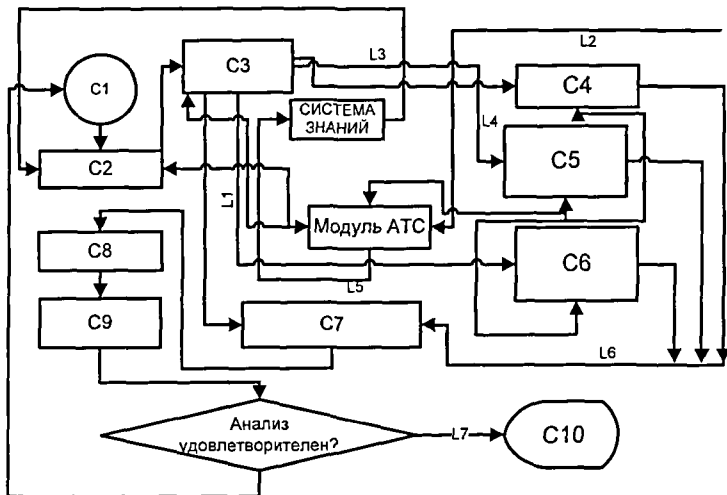 L2
C3
L3
C1
C4
СИСТЕМА
ЗНАНИЙ
L4
C2
C5
L1
Модуль АТС
C8
C6
L5
C9
C7
L6
Анализ
удовлетворителен?
L7
C10